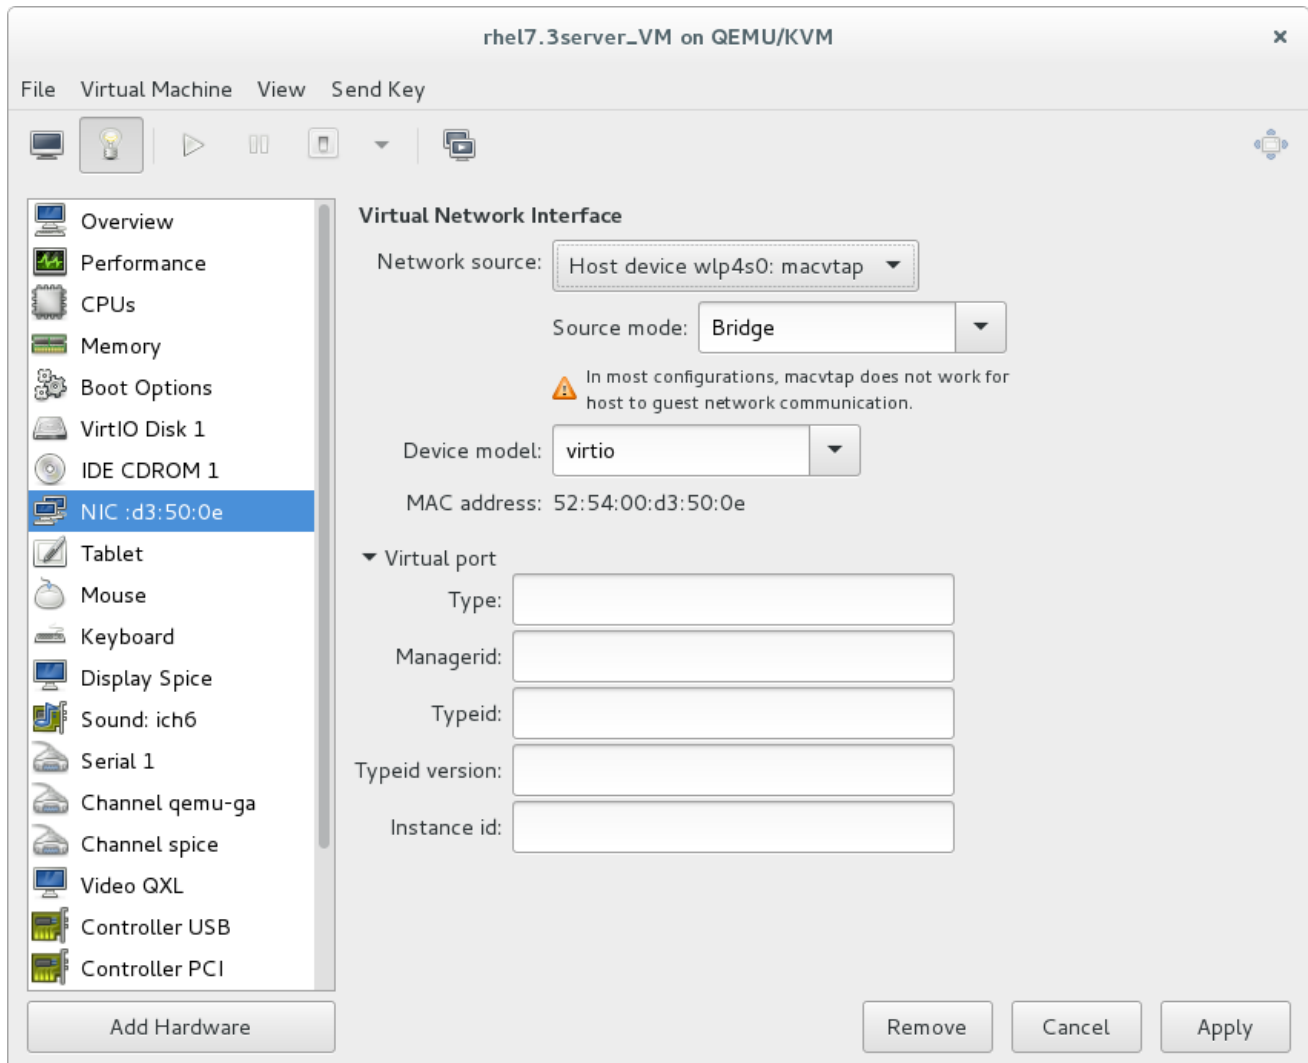 rhel7.3server_VM on QEMU/KVM
File Virtual Machine View Send Key
Overview
Performance
CPUs
Memory
Boot Options
VirtIO Disk 1
IDE CDROM 1
NIC :d3:50:0e
Tablet
Mouse
Keyboard
Display Spice
Sound: ich6
Serial 1
Channel qemu-ga
Channel spice
Video QXL
Controller USB
Controller PCI
Add Hardware
Virtual Network Interface
Network source: Host device wlp4s0: macvtap
Source mode: Bridge
In most configurations, macvtap does not work for
host to guest network communication.
Device model: virtio
MAC address: 52:54:00:d3:50:0e
Virtual port
Type:
Managerid:
Typeid:
Typeid version:
Instance id:
Remove Cancel Apply